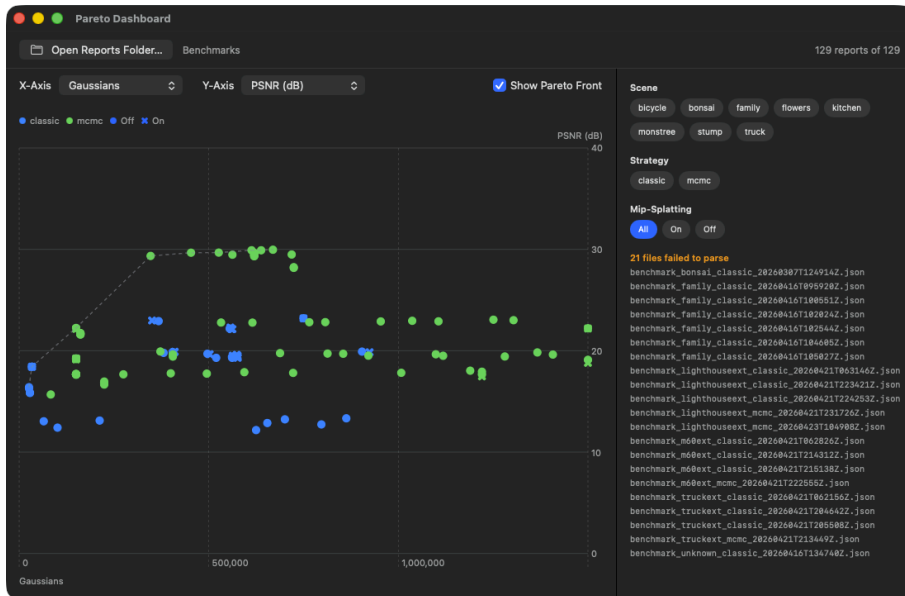 Pareto Dashboard
Open Reports Folder... Benchmarks 129 reports of 129
X-Axis Gaussians Y-Axis PSNR (dB) Show Pareto Front
classic mcmc Off On
PSNR (dB)
40
30
20
10
0
0 500,000 1,000,000
Gaussians
Scene
bicycle bonsai family flowers kitchen
monstree stump truck
Strategy
classic mcmc
Mip-Splatting
All On Off
21 files failed to parse
benchmark_bonsai_classic_20260307T124914Z.json
benchmark_family_classic_20260416T095920Z.json
benchmark_family_classic_20260416T100551Z.json
benchmark_family_classic_20260416T102024Z.json
benchmark_family_classic_20260416T102544Z.json
benchmark_family_classic_20260416T104605Z.json
benchmark_family_classic_20260416T105027Z.json
benchmark_lighthouseext_classic_20260421T063146Z.json
benchmark_lighthouseext_classic_20260421T223421Z.json
benchmark_lighthouseext_classic_20260421T224253Z.json
benchmark_lighthouseext_mcmc_20260421T231726Z.json
benchmark_lighthouseext_mcmc_20260423T104908Z.json
benchmark_m60ext_classic_20260421T062826Z.json
benchmark_m60ext_classic_20260421T214312Z.json
benchmark_m60ext_classic_20260421T215138Z.json
benchmark_m60ext_mcmc_20260421T222555Z.json
benchmark_truckext_classic_20260421T062156Z.json
benchmark_truckext_classic_20260421T204642Z.json
benchmark_truckext_classic_20260421T205508Z.json
benchmark_truckext_mcmc_20260421T213449Z.json
benchmark_unknown_classic_20260416T134740Z.json